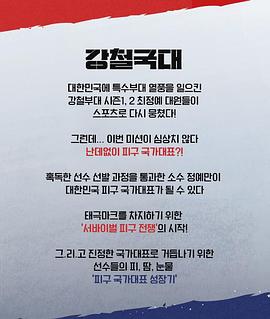 강철국대
대한민국에 특수부대 열풍을 일으킨
강철부대 시즌1, 2 최정예 대원들이
스포츠로 다시 뭉쳤다!
그런데... 이번 미션이 심상치 않다
난데없이 피구 국가대표?!
혹독한 선수 선발 과정을 통과한 소수 정예만이
대한민국 피구 국가대표가 될 수 있다
태극마크를 차지하기 위한
'서바이벌 피구 전쟁'의 시작!
그.리.고 진정한 국가대표로 거듭나기 위한
선수들의 피, 땀, 눈물
'피구 국가대표 성장기'